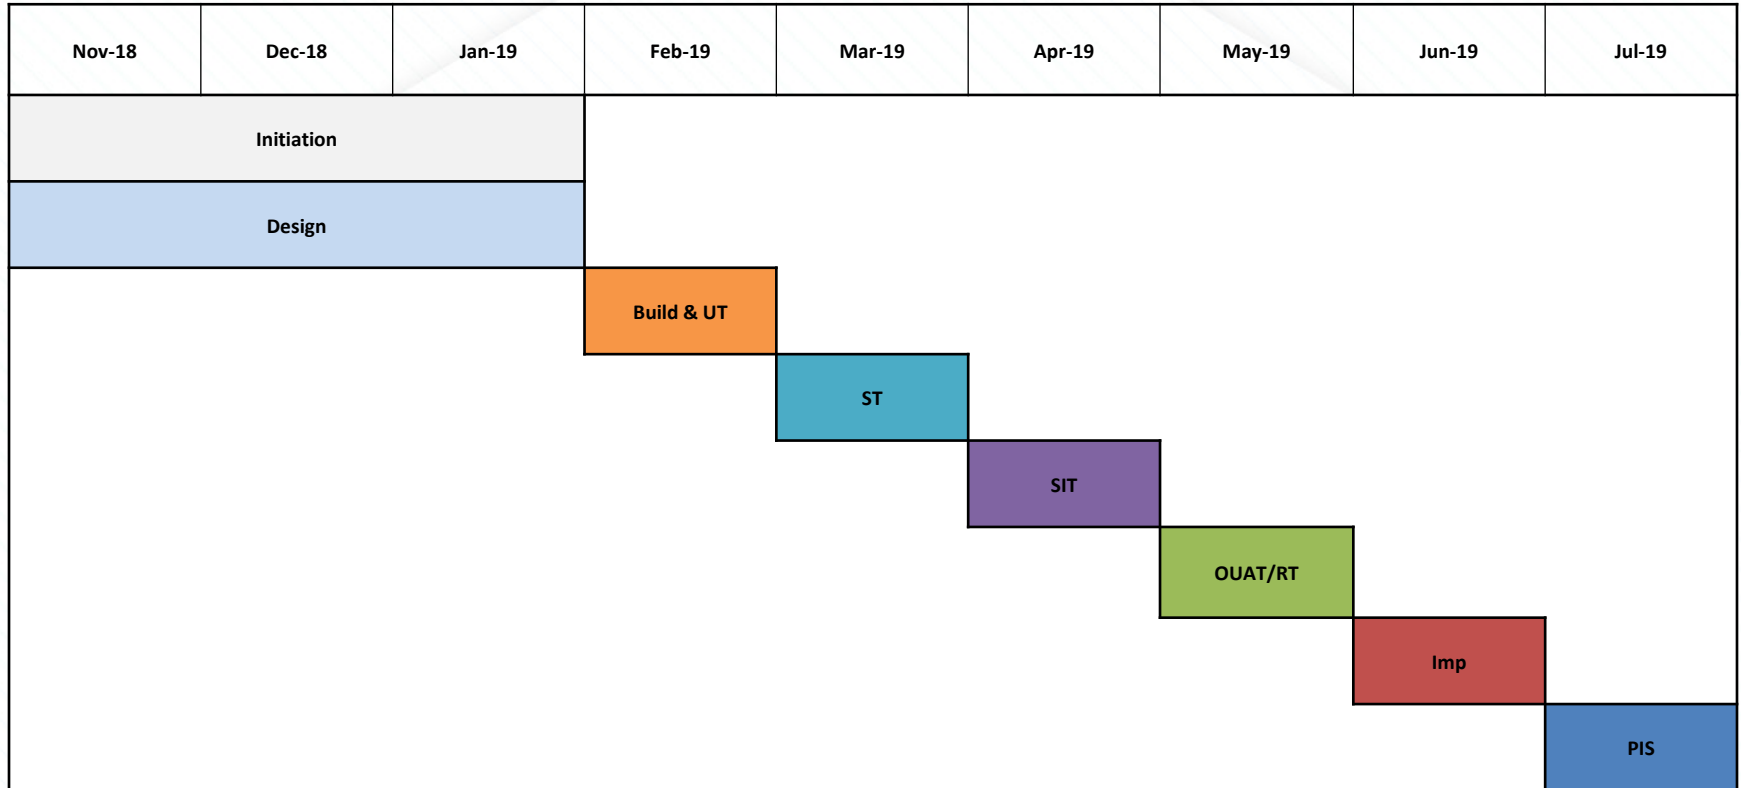 Nov-18 Dec-18 Jan-19 Feb-19 Mar-19 Apr-19 May-19 Jun-19 Jul-19
Initiation
Design
Build & UT
ST
SIT
OUAT/RT
Imp
PIS